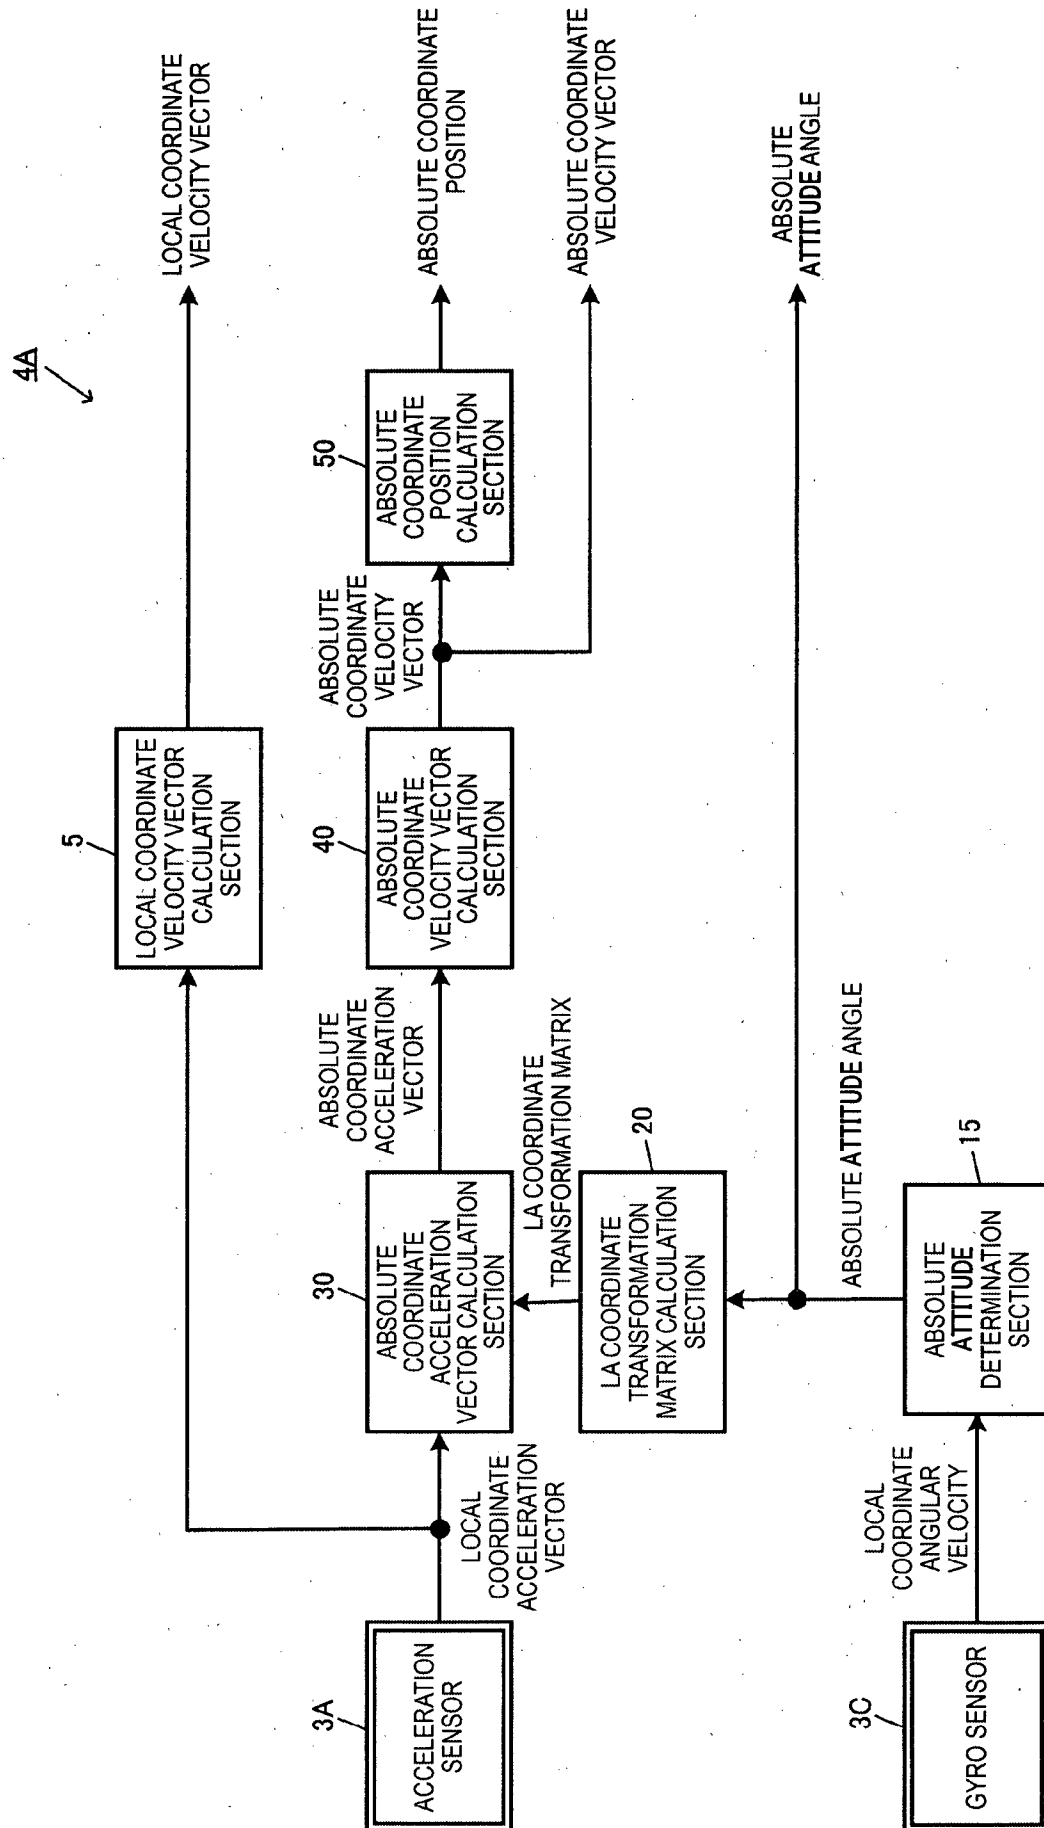 4A
5
LOCAL COORDINATE
VELOCITY VECTOR
CALCULATION
SECTION
LOCAL COORDINATE
VELOCITY VECTOR
3A
ACCELERATION
SENSOR
LOCAL
COORDINATE
ACCELERATION
VECTOR
30
ABSOLUTE
COORDINATE
ACCELERATION
VECTOR CALCULATION
SECTION
ABSOLUTE
COORDINATE
ACCELERATION
VECTOR
40
ABSOLUTE
COORDINATE
VELOCITY VECTOR
CALCULATION
SECTION
ABSOLUTE
COORDINATE
VELOCITY
VECTOR
50
ABSOLUTE
COORDINATE
POSITION
CALCULATION
SECTION
ABSOLUTE COORDINATE
POSITION
ABSOLUTE COORDINATE
VELOCITY VECTOR
LA COORDINATE
TRANSFORMATION MATRIX
20
LA COORDINATE
TRANSFORMATION
MATRIX CALCULATION
SECTION
ABSOLUTE
ATTITUDE ANGLE
ABSOLUTE ATTITUDE ANGLE
3C
GYRO SENSOR
LOCAL
COORDINATE
ANGULAR
VELOCITY
15
ABSOLUTE
ATTITUDE
DETERMINATION
SECTION